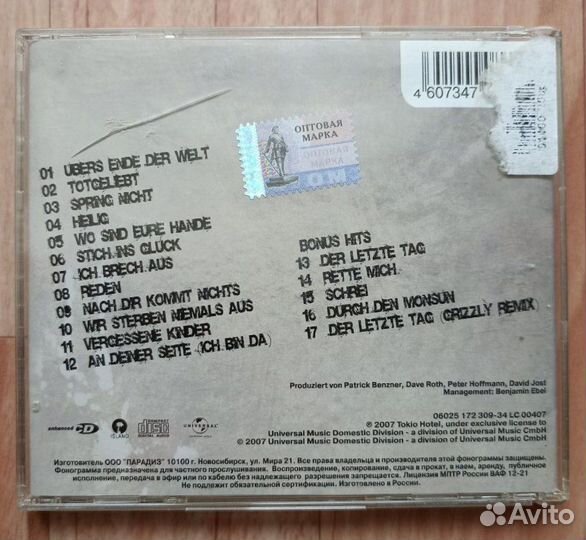 4 607347
ОПТОВАЯ
МАРКА
ОПТОВАЯ
МАРКА
ОМ
01 ÜBERS ENDE DER WELT
02 TOTGELIEBT
03 SPRING NICHT
04 HEILIG
05 WO SIND EURE HÄNDE
06 STICH INS GLÜCK
07 ICH BRECH AUS
08 REDEN
09 NACH DIR KOMMT NICHTS
10 WIR STERBEN NIEMALS AUS
11 VERGESSENE KINDER
12 AN DEINER SEITE (ICH BIN DA)
BONUS HITS
13 DER LETZTE TAG
14 RETTE MICH
15 SCHREI
16 DURCH DEN MONSUN
17 DER LETZTE TAG (GRIZZLY REMIX)
Produziert von Patrick Benzner, Dave Roth, Peter Hoffmann, David Jost
Management: Benjamin Ebel
06025 172 309-34 LC 00407
℗ 2007 Tokio Hotel, under exclusive license to
Universal Music Domestic Division - a division of Universal Music GmbH
© 2007 Universal Music Domestic Division - a division of Universal Music GmbH
enhanced CD
ISLAND
COMPACT
disc
DIGITAL AUDIO
UNIVERSAL
Изготовитель ООО "ПАРАДИЗ" 10100 г. Новосибирск, ул. Мира 21. Все права владельца и производителя этой фонограммы защищены.
Фонограмма предназначена для частного прослушивания. Воспроизведение, копирование, сдача в прокат, в наем, аренду, публичное
исполнение, передача в эфир или по кабелю без надлежащего разрешения запрещается. Лицензия МПТР России ВАФ 12-21
Не подлежит обязательной сертификации. Изготовлено в России.
Avito